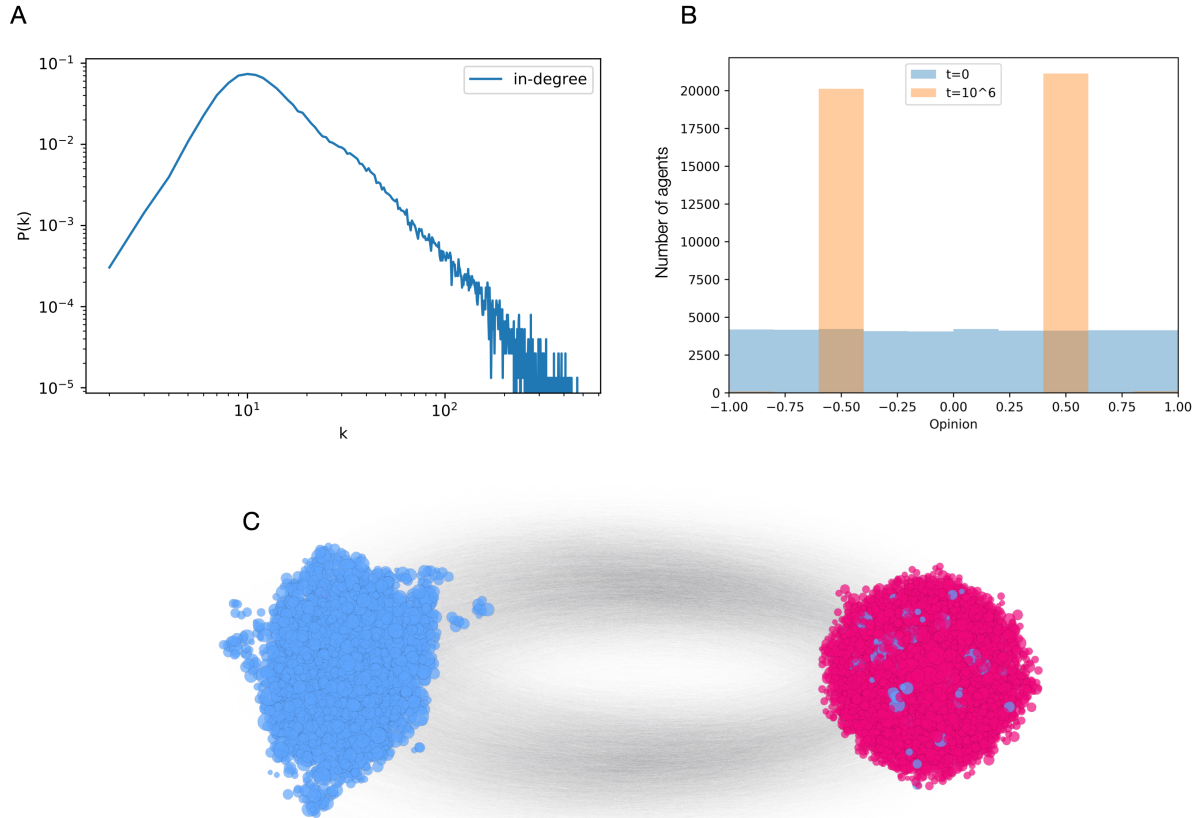 A
in-degree
P(k)
10^-1
10^-2
10^-3
10^-4
10^-5
10^1
10^2
k
B
t=0
t=10^6
Number of agents
20000
17500
15000
12500
10000
7500
5000
2500
0
−1.00 −0.75 −0.50 −0.25 0.00 0.25 0.50 0.75 1.00
Opinion
C